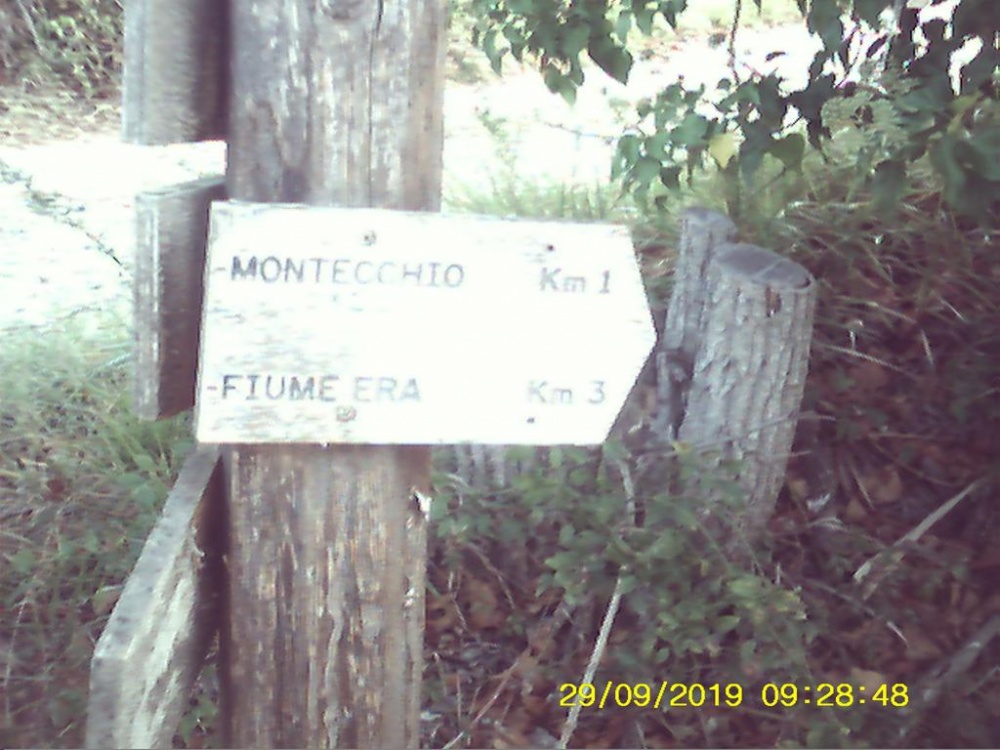 -MONTECCHIO Km 1
-FIUME ERA Km 3
29/09/2019 09:28:48